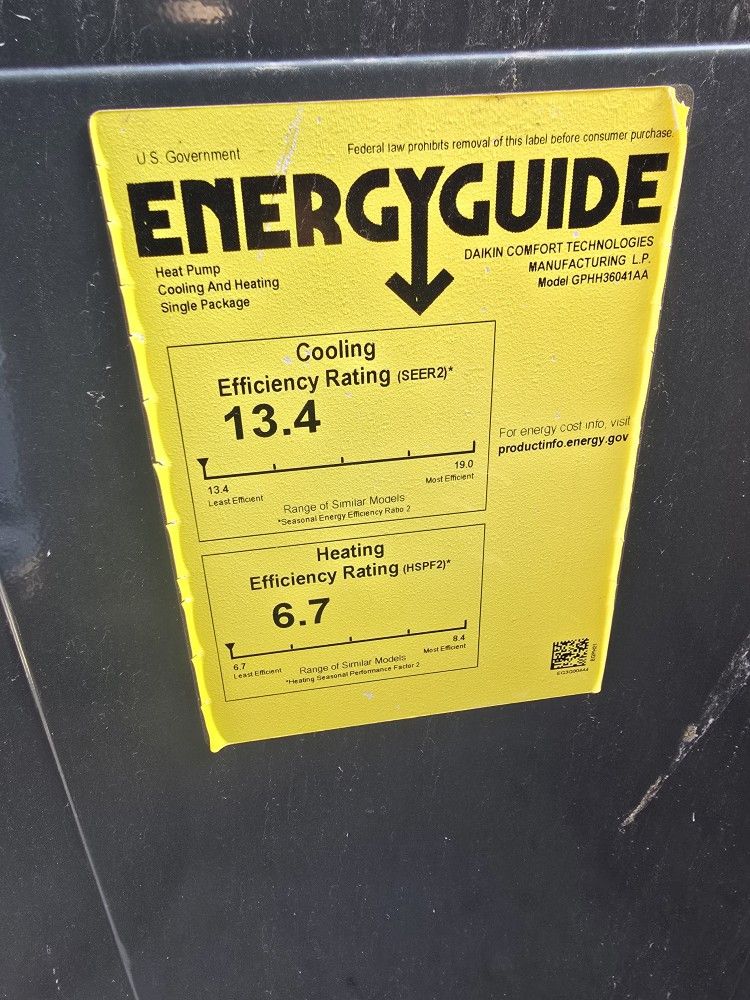 U.S. Government
Federal law prohibits removal of this label before consumer purchase.
ENERGYGUIDE
Heat Pump
Cooling And Heating
Single Package
DAIKIN COMFORT TECHNOLOGIES
MANUFACTURING L.P.
Model GPHH36041AA
Cooling
Efficiency Rating (SEER2)*
13.4
13.4
Least Efficient
19.0
Most Efficient
Range of Similar Models
*Seasonal Energy Efficiency Ratio 2
For energy cost info, visit
productinfo.energy.gov
Heating
Efficiency Rating (HSPF2)*
6.7
6.7
Least Efficient
8.4
Most Efficient
Range of Similar Models
*Heating Seasonal Performance Factor 2